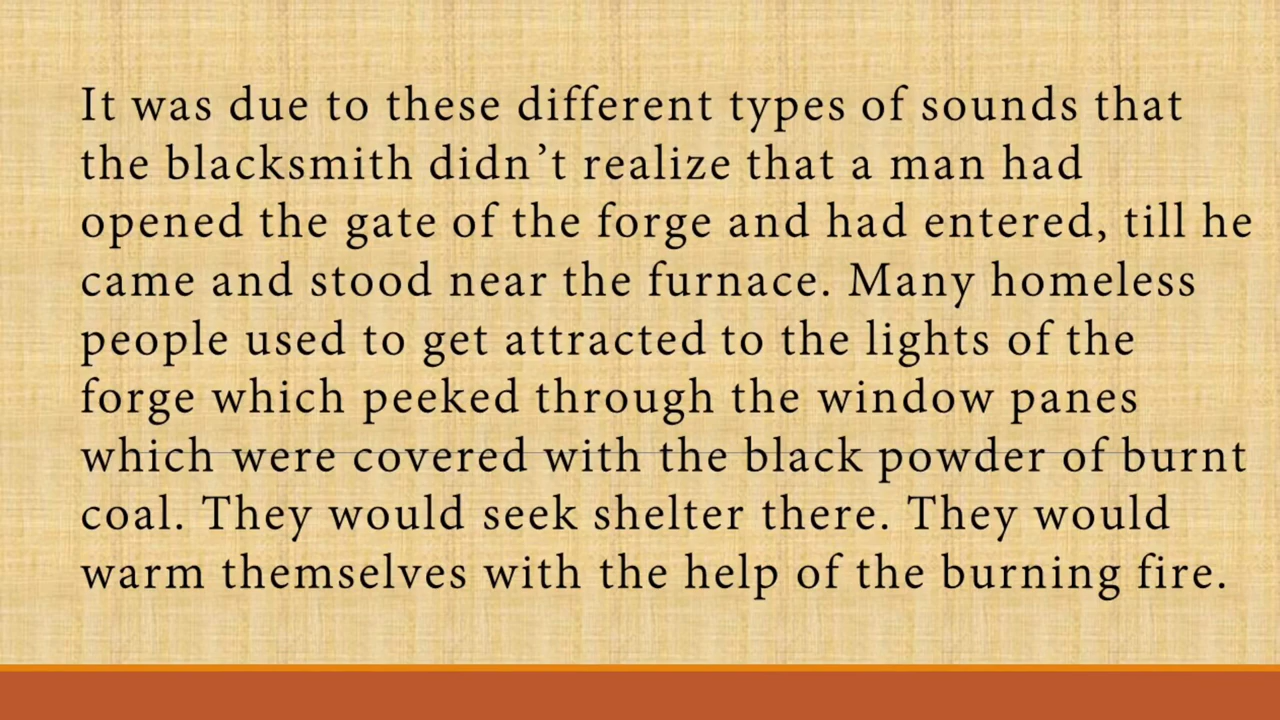 It was due to these different types of sounds that
the blacksmith didn’t realize that a man had
opened the gate of the forge and had entered, till he
came and stood near the furnace. Many homeless
people used to get attracted to the lights of the
forge which peeked through the window panes
which were covered with the black powder of burnt
coal. They would seek shelter there. They would
warm themselves with the help of the burning fire.